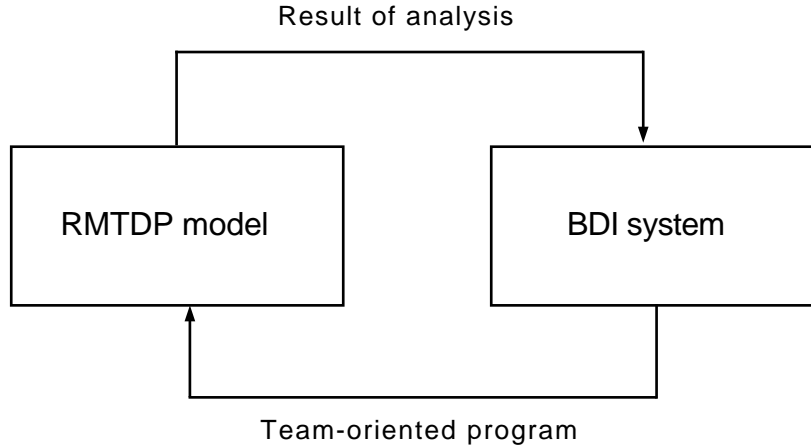 Result of analysis
RMTDP model
BDI system
Team-oriented program